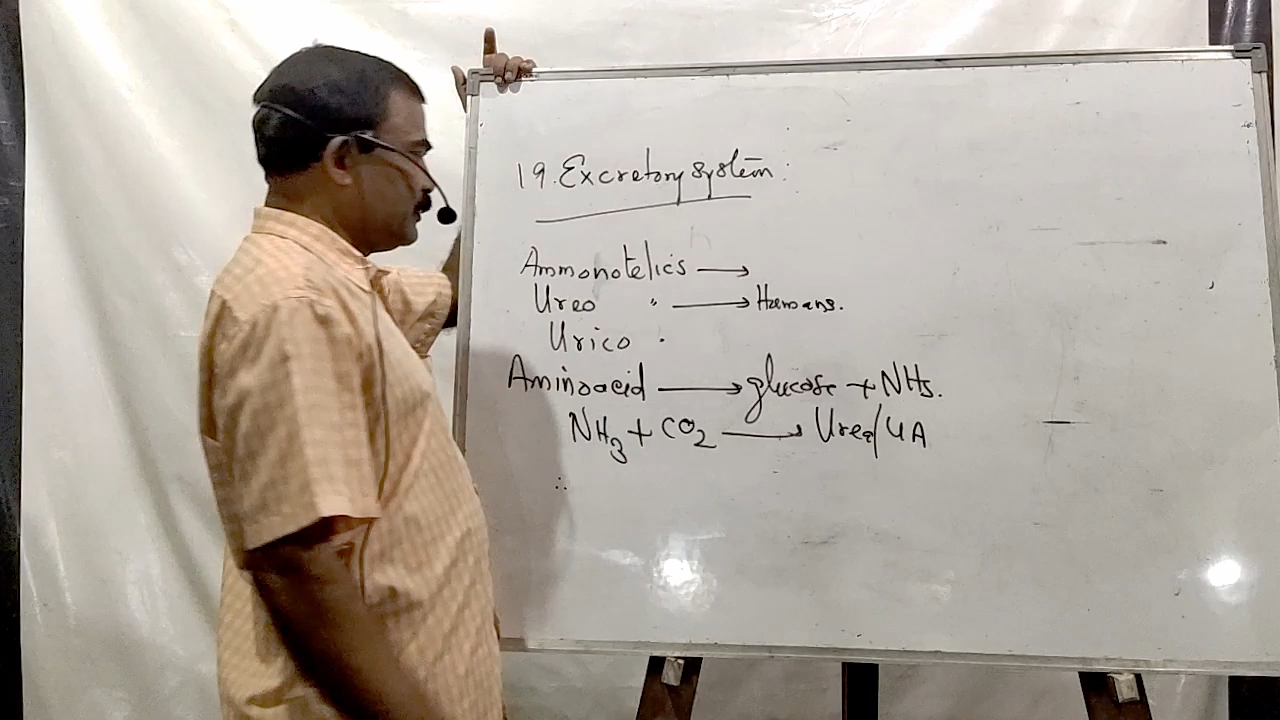 19. Excretory system:
Ammonotelics →
Ureo " → Humans.
Urico .
Aminoacid → glucose + NH3.
NH3 + CO2 → Urea/UA
∴